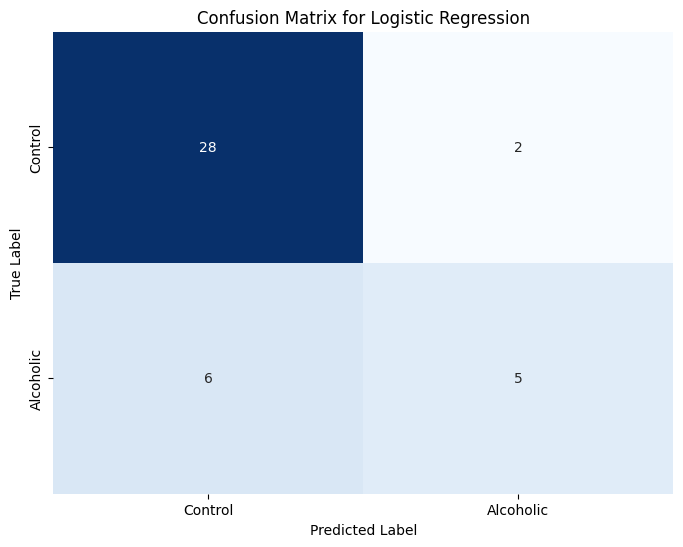 Confusion Matrix for Logistic Regression
Control
28
2
True Label
Alcoholic
6
5
Control
Alcoholic
Predicted Label